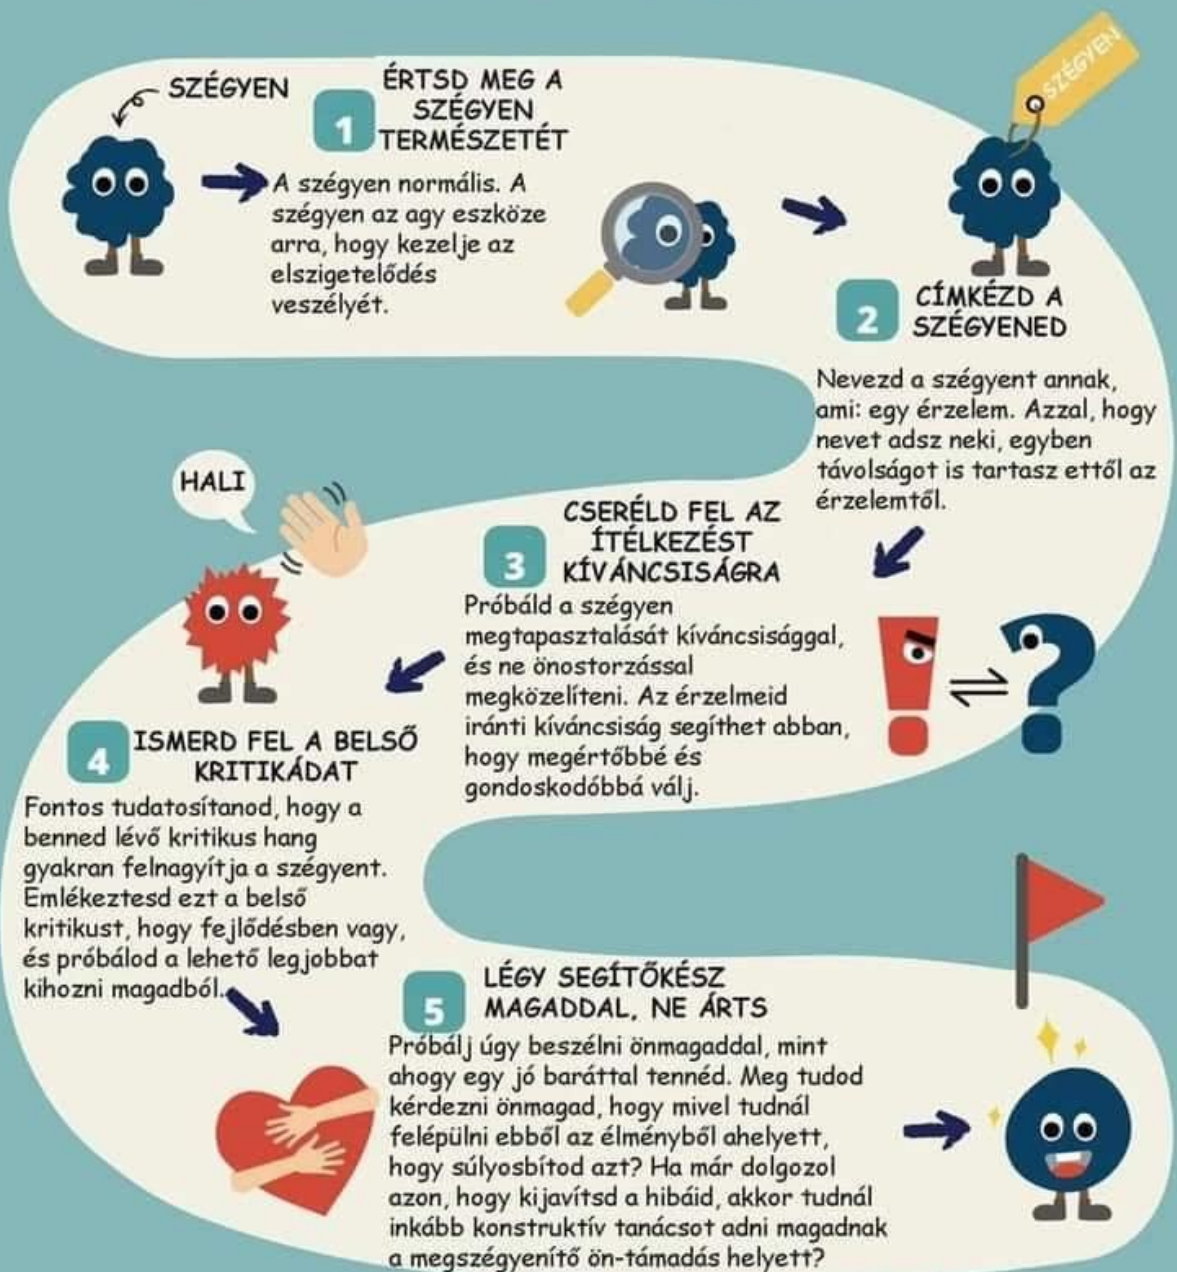 SZÉGYEN
1
ÉRTSD MEG A
SZÉGYEN
TERMÉSZETÉT
A szégyen normális. A
szégyen az agy eszköze
arra, hogy kezelje az
elszigetelődés
veszélyét.
SZÉGYEN
2
CÍMKÉZD A
SZÉGYENED
Nevezd a szégyent annak,
ami: egy érzelem. Azzal, hogy
nevet adsz neki, egyben
távolságot is tartasz ettől az
érzelemtől.
3
CSERÉLD FEL AZ
ÍTÉLKEZÉST
KÍVÁNCSISÁGRA
Próbáld a szégyen
megtapasztalását kíváncsisággal,
és ne önostorzással
megközelíteni. Az érzelmeid
iránti kíváncsiság segíthet abban,
hogy megértőbbé és
gondoskodóbbá válj.
! ⇌ ?
HALI
4
ISMERD FEL A BELSŐ
KRITIKÁDAT
Fontos tudatosítanod, hogy a
benned lévő kritikus hang
gyakran felnagyítja a szégyent.
Emlékeztesd ezt a belső
kritikust, hogy fejlődésben vagy,
és próbálod a lehető legjobbat
kihozni magadból.
5
LÉGY SEGÍTŐKÉSZ
MAGADDAL, NE ÁRTS
Próbálj úgy beszélni önmagaddal, mint
ahogy egy jó baráttal tennéd. Meg tudod
kérdezni önmagad, hogy mivel tudnál
felépülni ebből az élményből ahelyett,
hogy súlyosbítod azt? Ha már dolgozol
azon, hogy kijavítsd a hibáid, akkor tudnál
inkább konstruktív tanácsot adni magadnak
a megszégyenítő ön-támadás helyett?